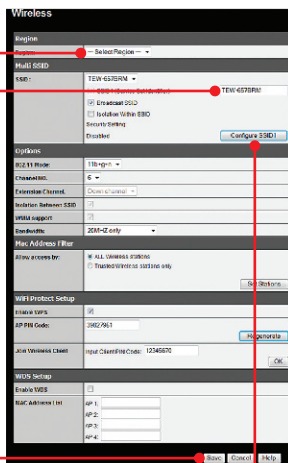 Wireless
Region
Region: -- Select Region --
Multi SSID
SSID: TEW-657BRM
TEW-657BRM
Broadcast SSID
Isolation Within SSID
Security Setting
Disabled Configure SSID1
Options
802.11 Mode: 11b+g+n
Channel NO. 6
Extension Channel. Down channel
Isolation Between SSID
WMM support
Bandwidth: 20MHZ only
Mac Address Filter
Allow access by: ALL Wireless stations
Trusted Wireless stations only
Set Stations
WiFi Protect Setup
Enable WPS
AP PIN Code: 39027961
Regenerate
Join Wireless Client Input Client PIN Code: 12345670
OK
WDS Setup
Enable WDS
MAC Address List AP 1:
AP 2:
AP 3:
AP 4:
Save Cancel Help